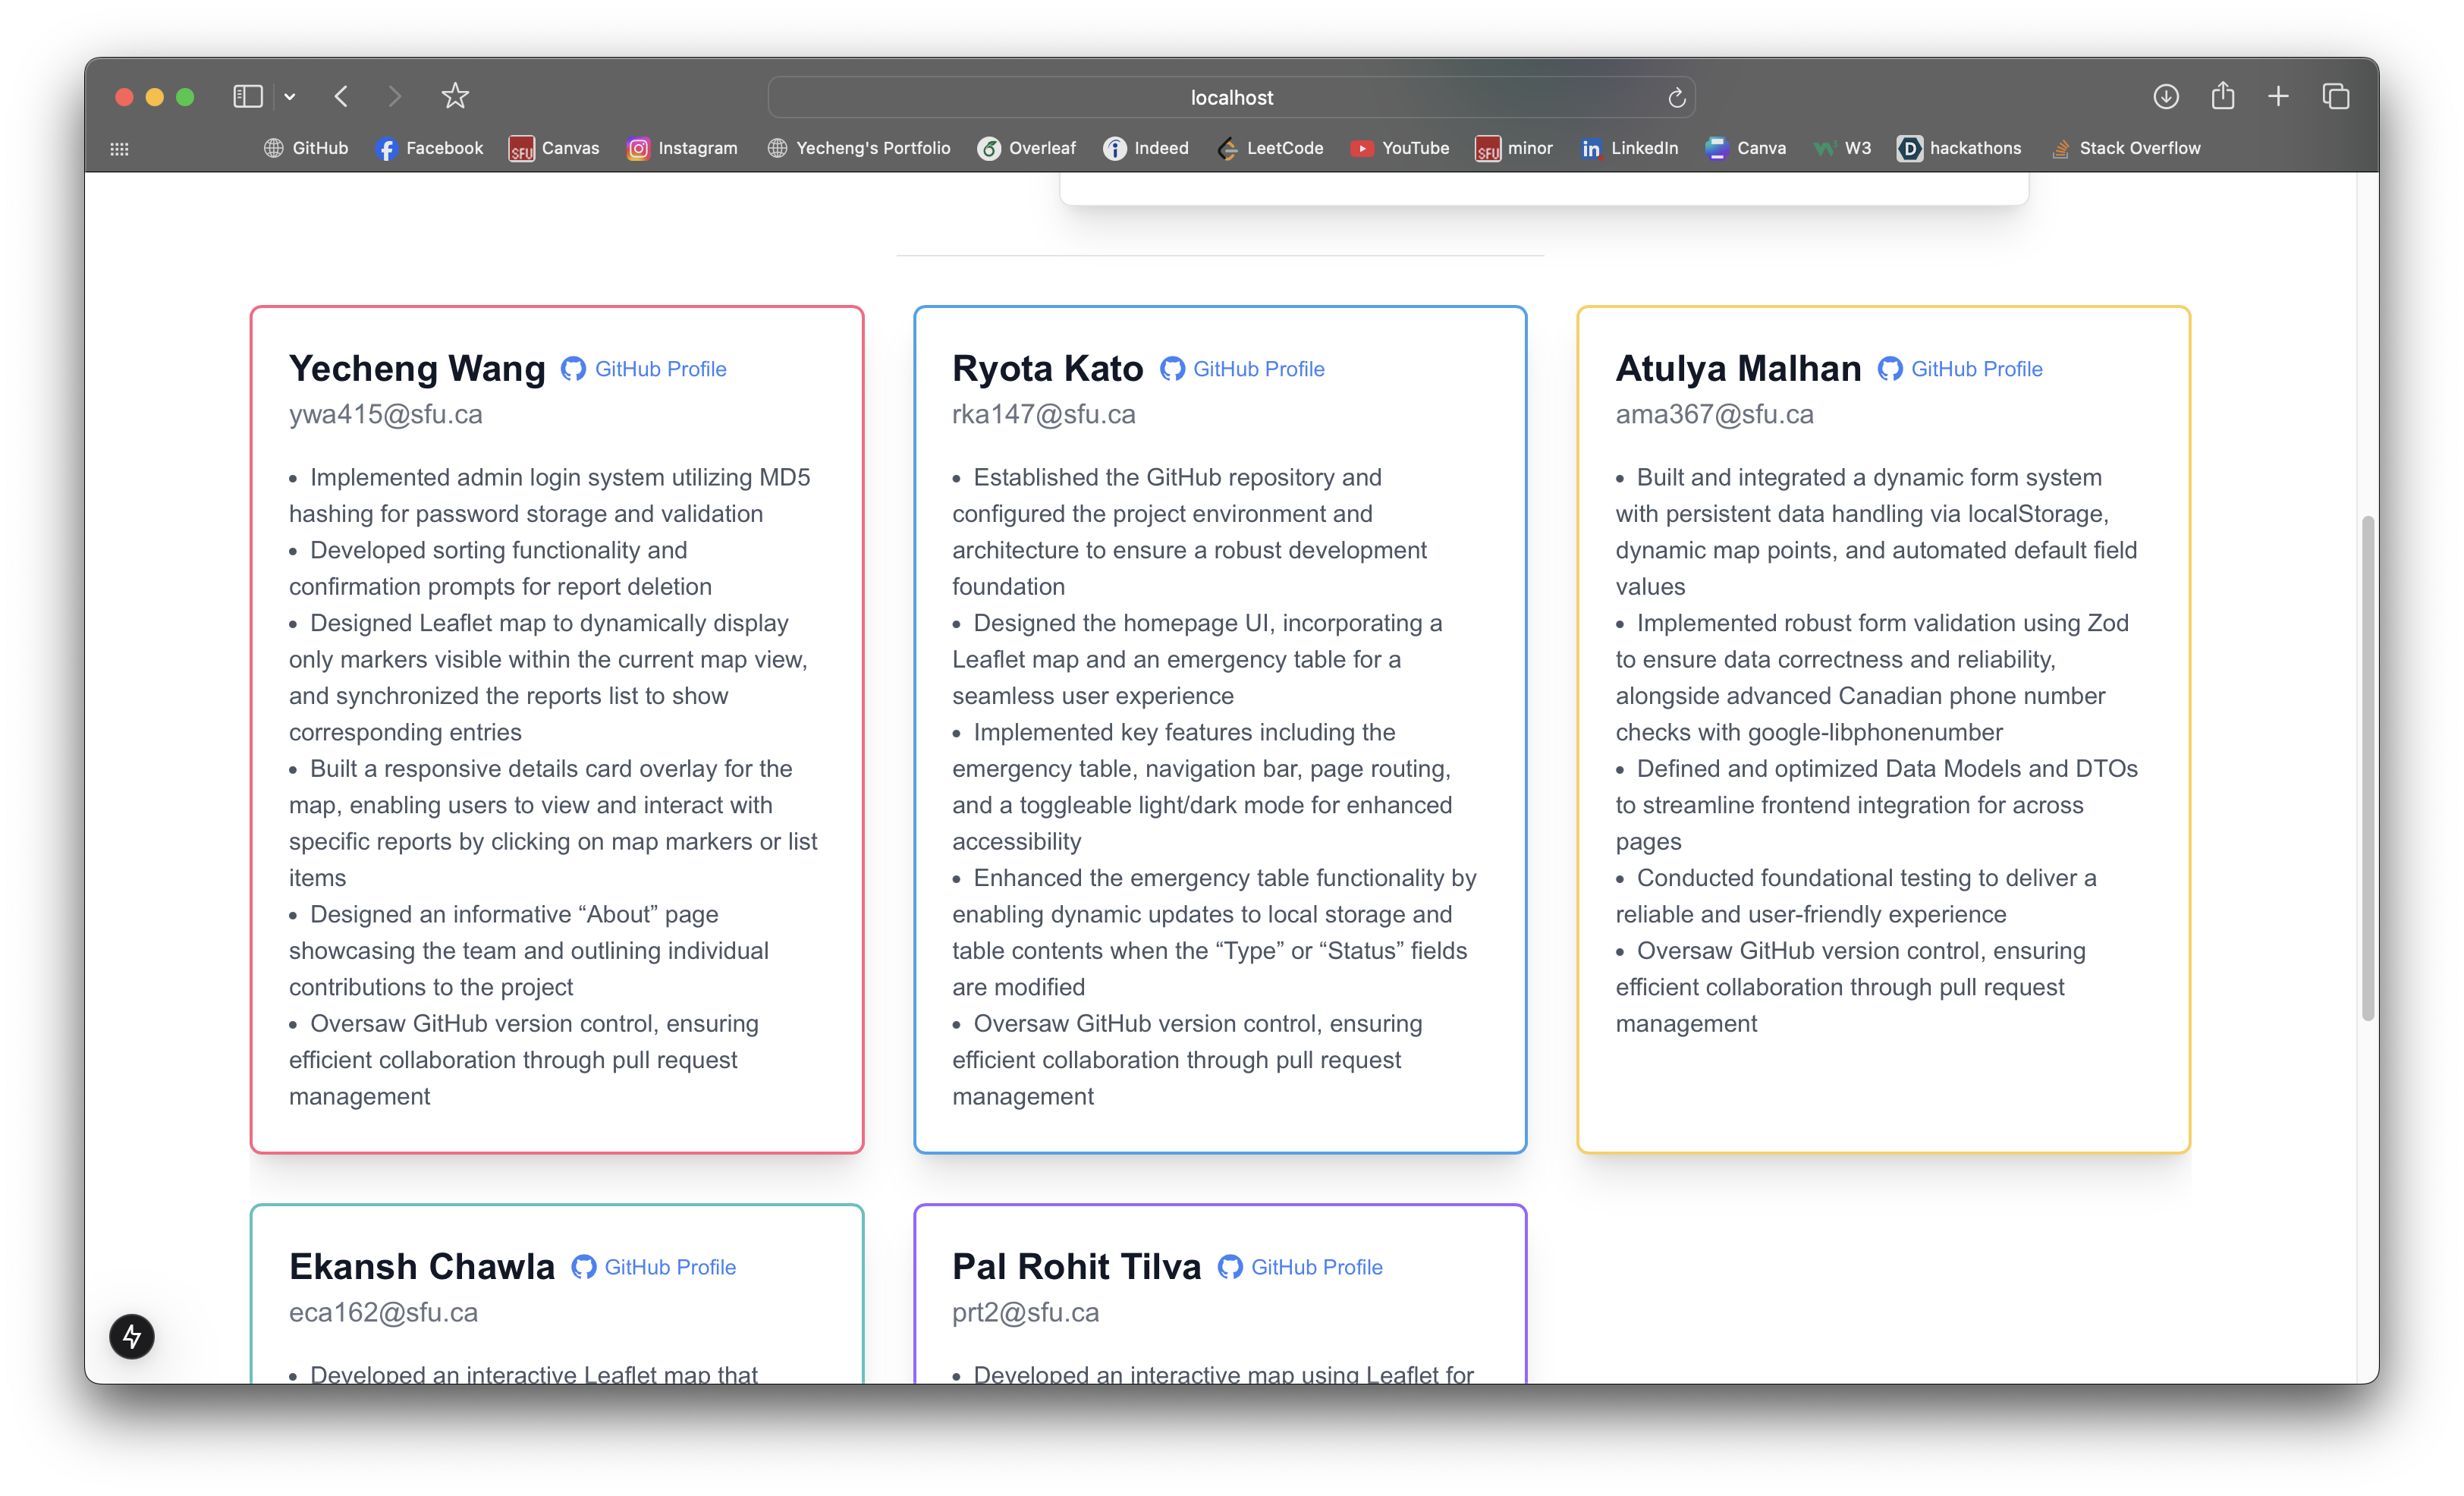 localhost
GitHub
Facebook
SFU
Canvas
Instagram
Yecheng's Portfolio
Overleaf
Indeed
LeetCode
YouTube
SFU
minor
in
LinkedIn
Canva
W3
D
hackathons
Stack Overflow
Yecheng Wang GitHub Profile
ywa415@sfu.ca
• Implemented admin login system utilizing MD5
hashing for password storage and validation
• Developed sorting functionality and
confirmation prompts for report deletion
• Designed Leaflet map to dynamically display
only markers visible within the current map view,
and synchronized the reports list to show
corresponding entries
• Built a responsive details card overlay for the
map, enabling users to view and interact with
specific reports by clicking on map markers or list
items
• Designed an informative “About” page
showcasing the team and outlining individual
contributions to the project
• Oversaw GitHub version control, ensuring
efficient collaboration through pull request
management
Ryota Kato GitHub Profile
rka147@sfu.ca
• Established the GitHub repository and
configured the project environment and
architecture to ensure a robust development
foundation
• Designed the homepage UI, incorporating a
Leaflet map and an emergency table for a
seamless user experience
• Implemented key features including the
emergency table, navigation bar, page routing,
and a toggleable light/dark mode for enhanced
accessibility
• Enhanced the emergency table functionality by
enabling dynamic updates to local storage and
table contents when the “Type” or “Status” fields
are modified
• Oversaw GitHub version control, ensuring
efficient collaboration through pull request
management
Atulya Malhan GitHub Profile
ama367@sfu.ca
• Built and integrated a dynamic form system
with persistent data handling via localStorage,
dynamic map points, and automated default field
values
• Implemented robust form validation using Zod
to ensure data correctness and reliability,
alongside advanced Canadian phone number
checks with google-libphonenumber
• Defined and optimized Data Models and DTOs
to streamline frontend integration for across
pages
• Conducted foundational testing to deliver a
reliable and user-friendly experience
• Oversaw GitHub version control, ensuring
efficient collaboration through pull request
management
Ekansh Chawla GitHub Profile
eca162@sfu.ca
• Developed an interactive Leaflet map that
Pal Rohit Tilva GitHub Profile
prt2@sfu.ca
• Developed an interactive map using Leaflet for